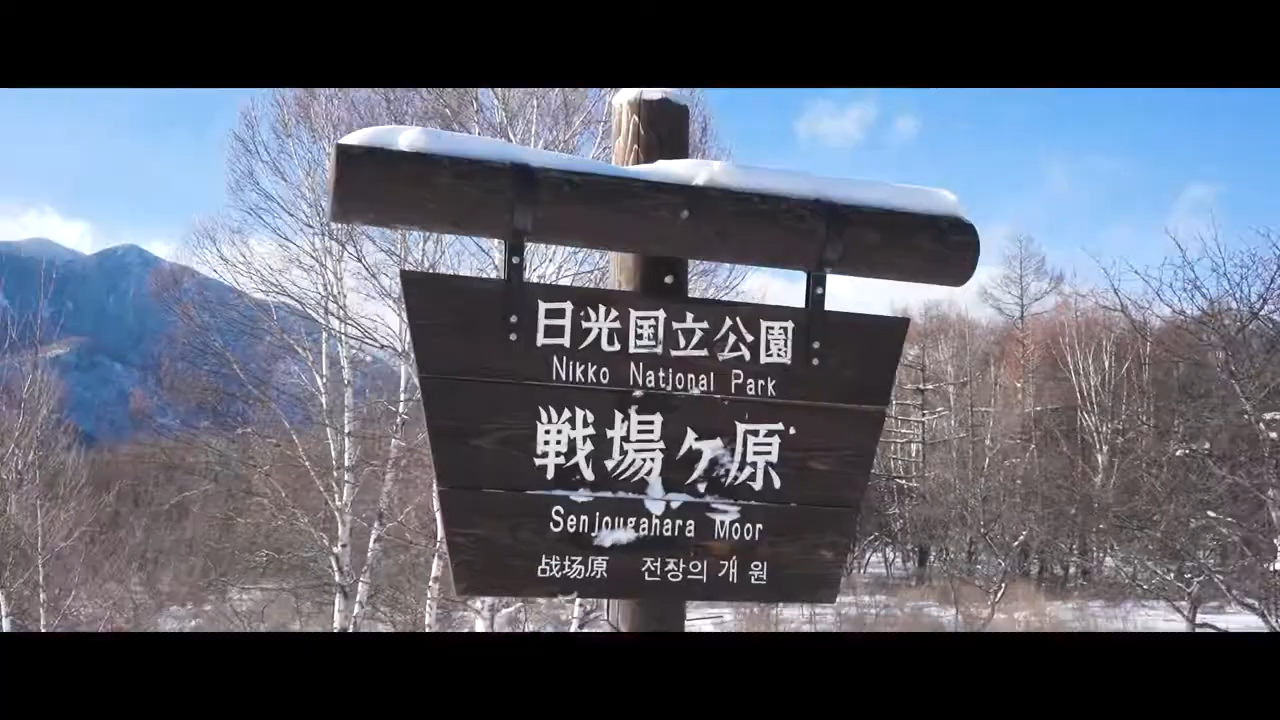 日光国立公園
Nikko National Park
戦場ヶ原
Senjougahara Moor
战场原 전장의 개 원